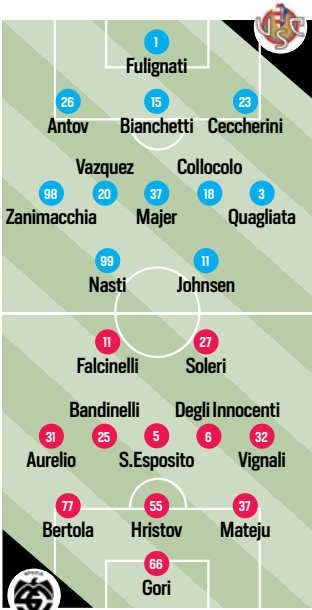 1
Fulignati
26 15 23
Antov Bianchetti Ceccherini
Vazquez Collocolo
98 20 37 18 3
Zanimacchia Majer Quagliata
99 11
Nasti Johnsen
11 27
Falcinelli Soleri
Bandinelli Degli Innocenti
31 25 5 6 32
Aurelio S.Esposito Vignali
77 55 37
Bertola Hristov Mateju
66
Gori